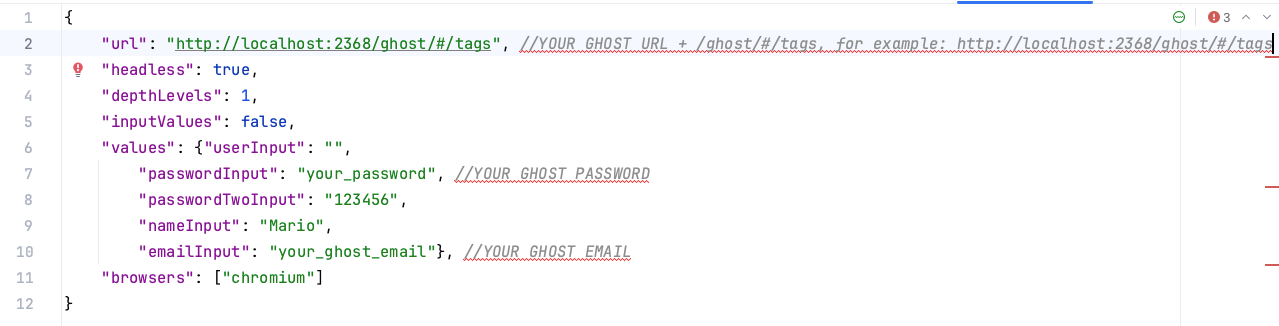 3
1 {
2 "url": "http://localhost:2368/ghost/#/tags", //YOUR GHOST URL + /ghost/#/tags, for example: http://localhost:2368/ghost/#/tags
3 "headless": true,
4 "depthLevels": 1,
5 "inputValues": false,
6 "values": {"userInput": "",
7 "passwordInput": "your_password", //YOUR GHOST PASSWORD
8 "passwordTwoInput": "123456",
9 "nameInput": "Mario",
10 "emailInput": "your_ghost_email"}, //YOUR GHOST EMAIL
11 "browsers": ["chromium"]
12 }